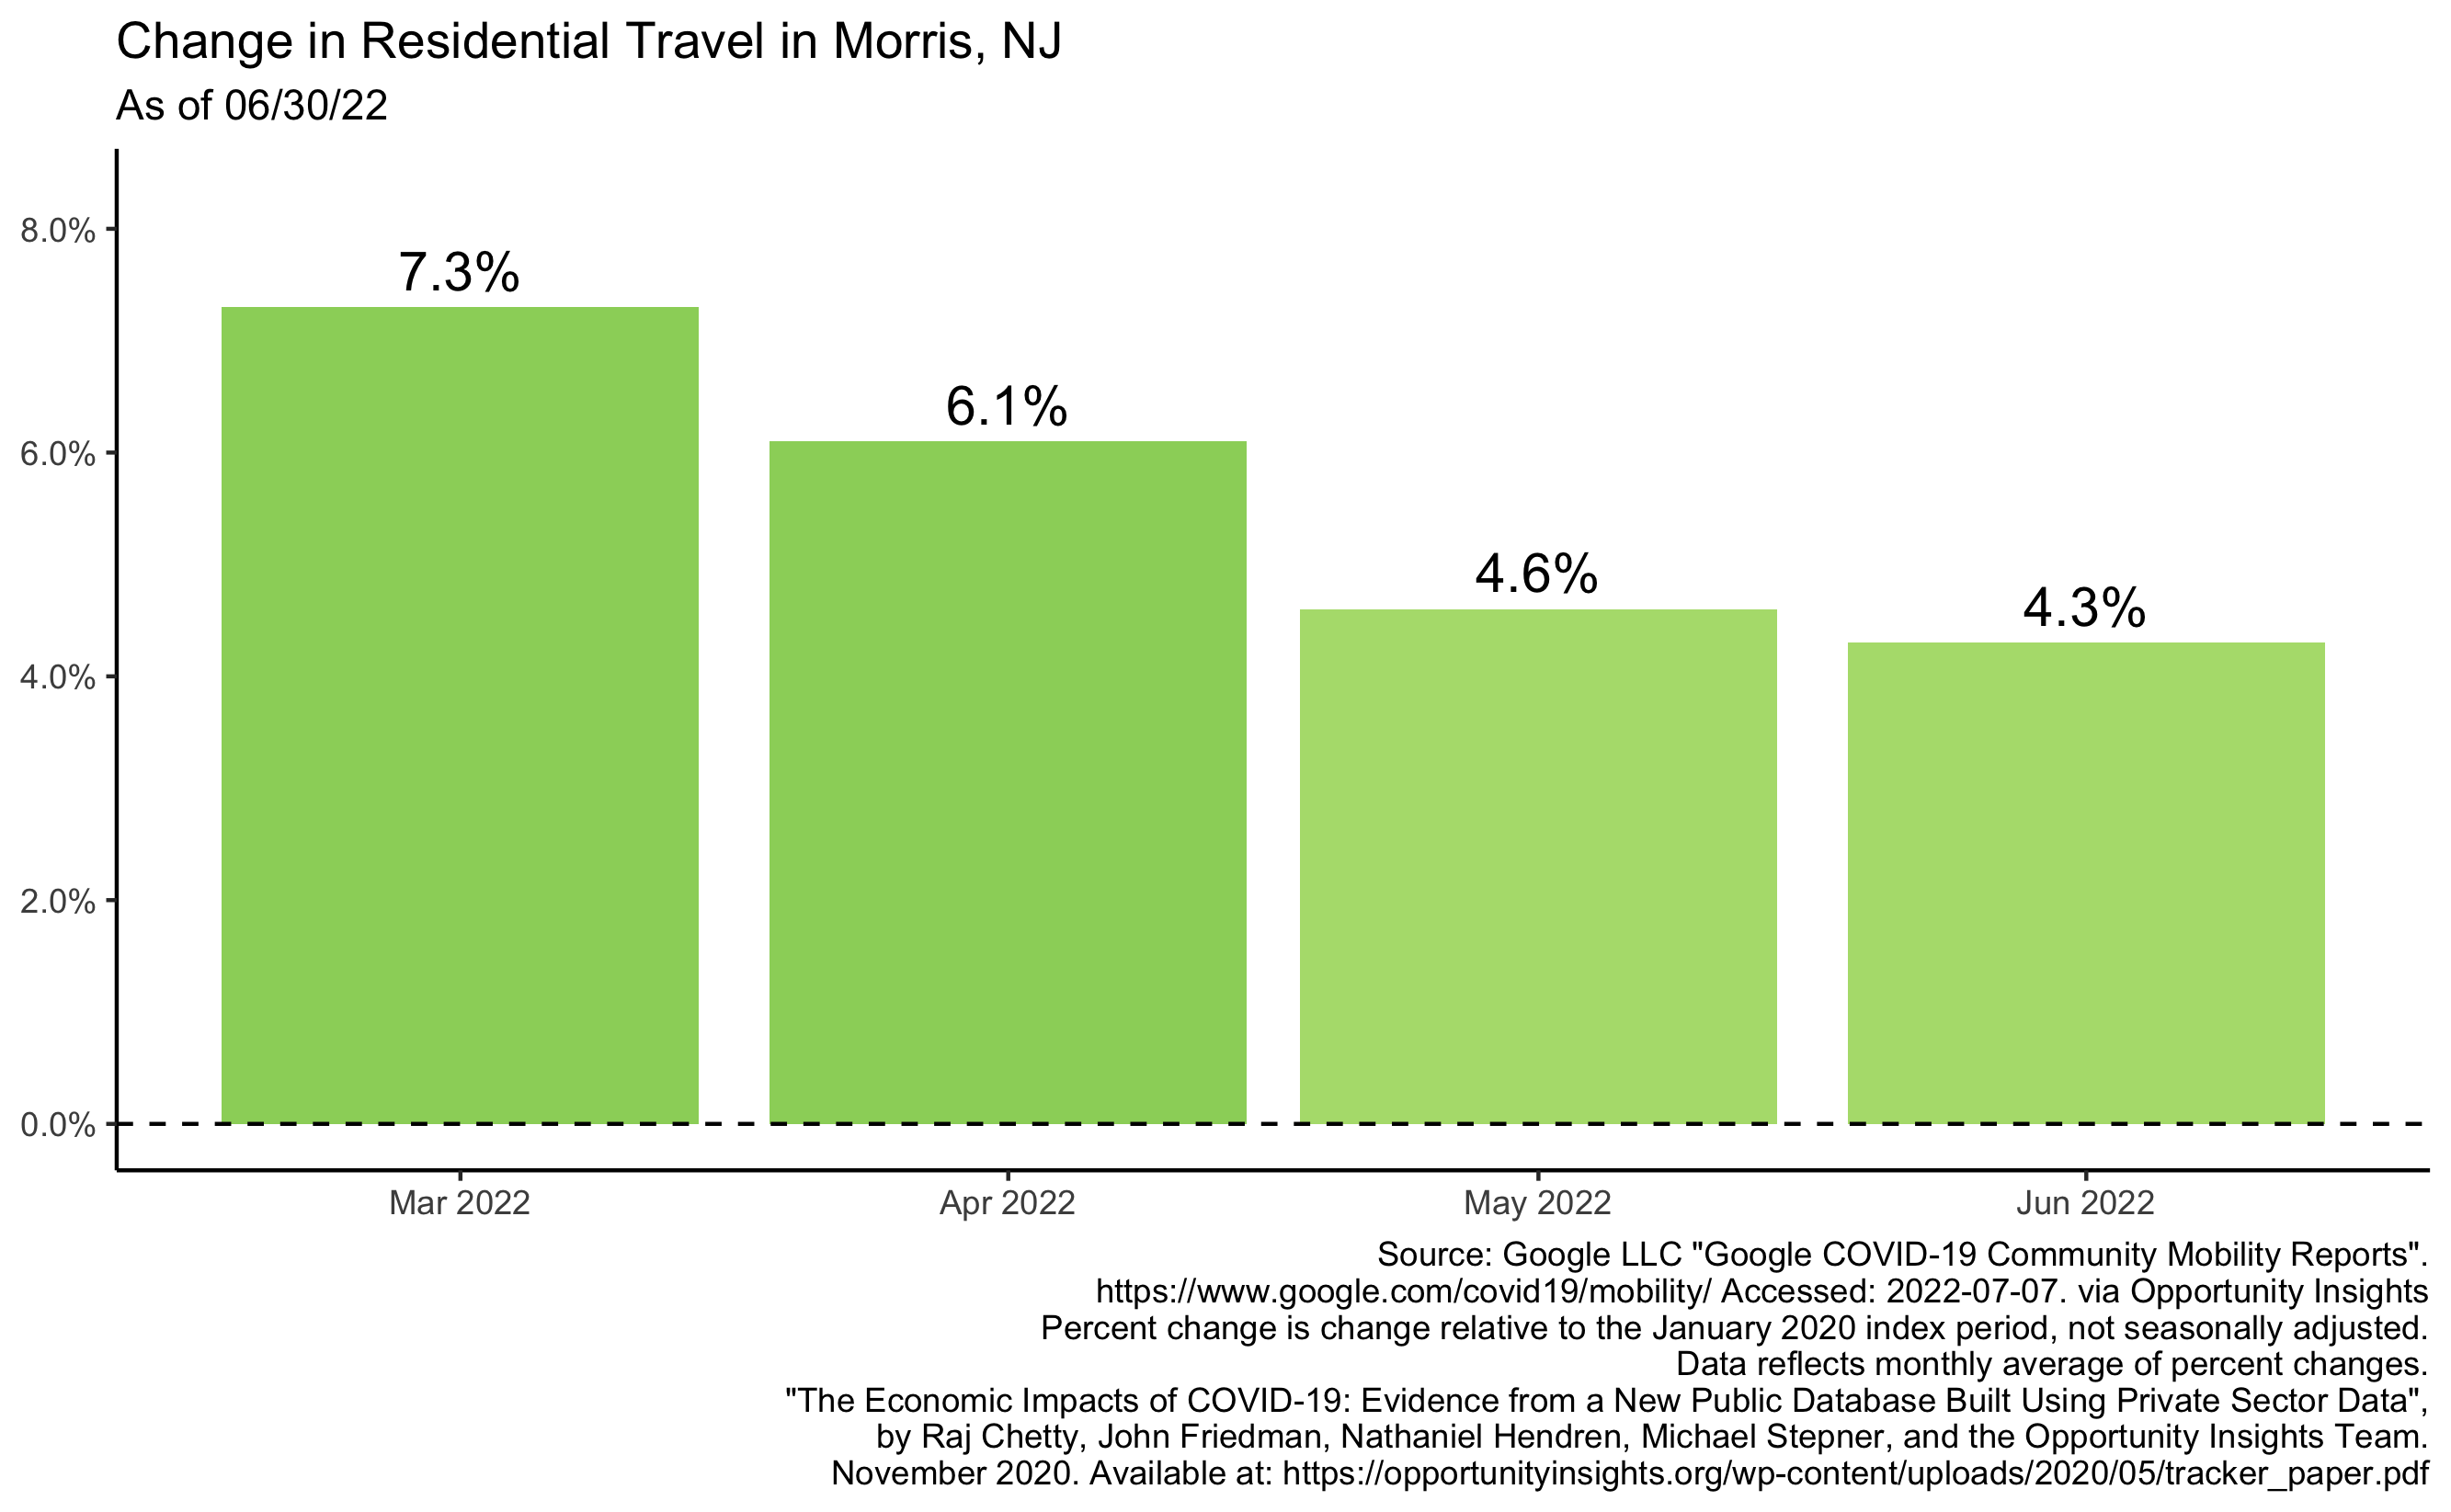 Change in Residential Travel in Morris, NJ
As of 06/30/22
8.0%
6.0%
4.0%
2.0%
0.0%
7.3%
6.1%
4.6%
4.3%
Mar 2022
Apr 2022
May 2022
Jun 2022
Source: Google LLC "Google COVID-19 Community Mobility Reports".
https://www.google.com/covid19/mobility/ Accessed: 2022-07-07. via Opportunity Insights
Percent change is change relative to the January 2020 index period, not seasonally adjusted.
Data reflects monthly average of percent changes.
"The Economic Impacts of COVID-19: Evidence from a New Public Database Built Using Private Sector Data",
by Raj Chetty, John Friedman, Nathaniel Hendren, Michael Stepner, and the Opportunity Insights Team.
November 2020. Available at: https://opportunityinsights.org/wp-content/uploads/2020/05/tracker_paper.pdf